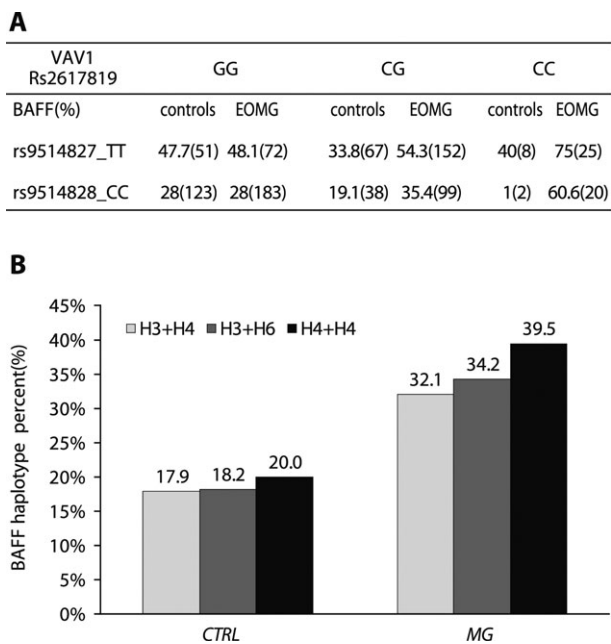 A
VAV1
Rs2617819
GG
CG
CC
BAFF(%)
controls
EOMG
controls
EOMG
controls
EOMG
rs9514827_TT
47.7(51)
48.1(72)
33.8(67)
54.3(152)
40(8)
75(25)
rs9514828_CC
28(123)
28(183)
19.1(38)
35.4(99)
1(2)
60.6(20)
B
BAFF haplotype percent(%)
45%
40%
35%
30%
25%
20%
15%
10%
5%
0%
H3+H4
H3+H6
H4+H4
17.9
18.2
20.0
32.1
34.2
39.5
CTRL
MG